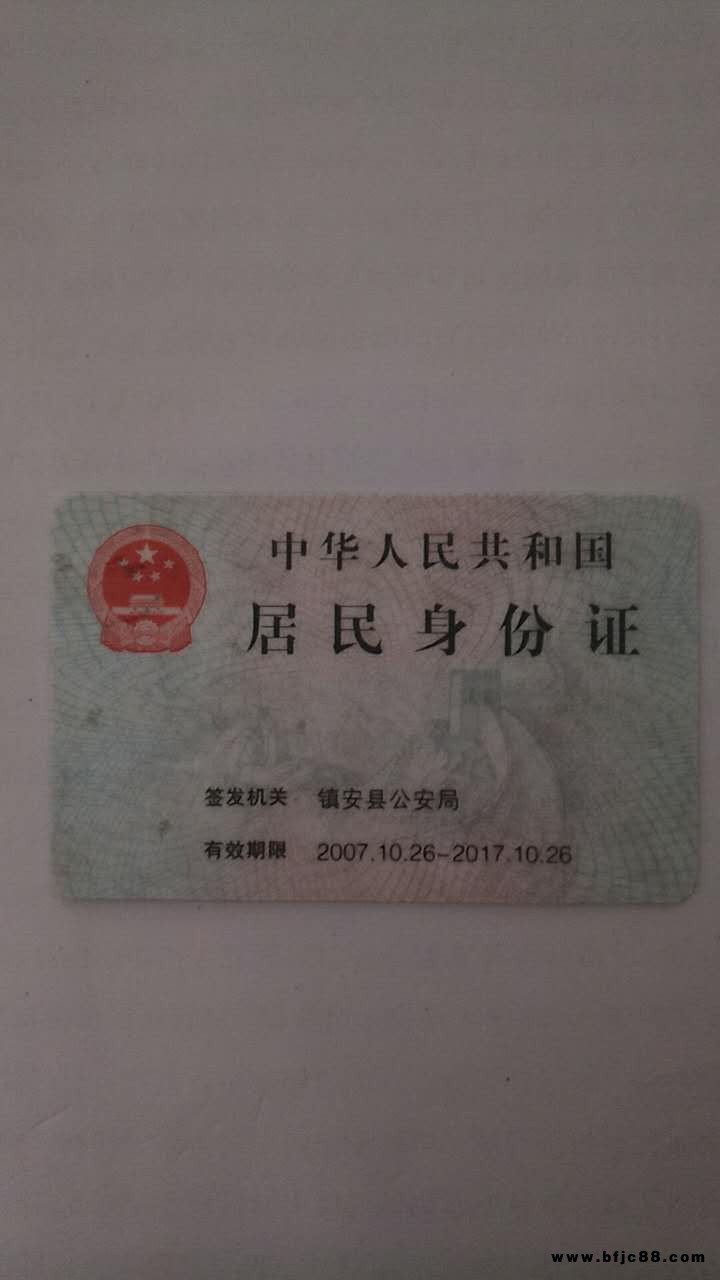 中华人民共和国
居民身份证
签发机关 镇安县公安局
有效期限 2007.10.26-2017.10.26
www.bfjc88.com